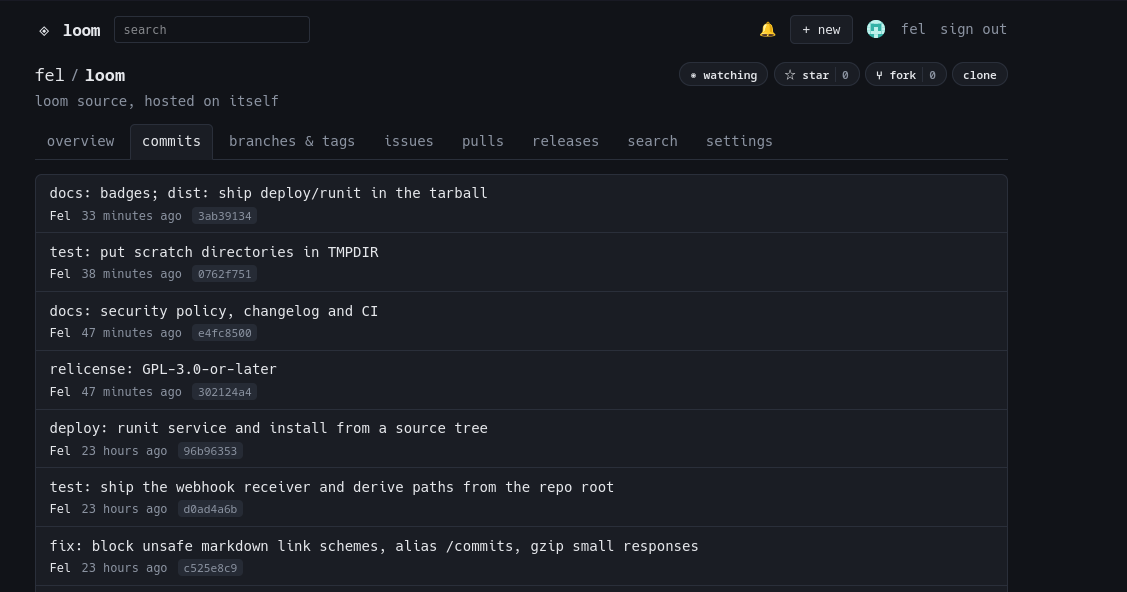 ◈ loom search 🔔 + new fel sign out
fel / loom watching ☆ star 0 fork 0 clone
loom source, hosted on itself
overview commits branches & tags issues pulls releases search settings
docs: badges; dist: ship deploy/runit in the tarball
Fel 33 minutes ago 3ab39134
test: put scratch directories in TMPDIR
Fel 38 minutes ago 0762f751
docs: security policy, changelog and CI
Fel 47 minutes ago e4fc8500
relicense: GPL-3.0-or-later
Fel 47 minutes ago 302124a4
deploy: runit service and install from a source tree
Fel 23 hours ago 96b96353
test: ship the webhook receiver and derive paths from the repo root
Fel 23 hours ago d0ad4a6b
fix: block unsafe markdown link schemes, alias /commits, gzip small responses
Fel 23 hours ago c525e8c9